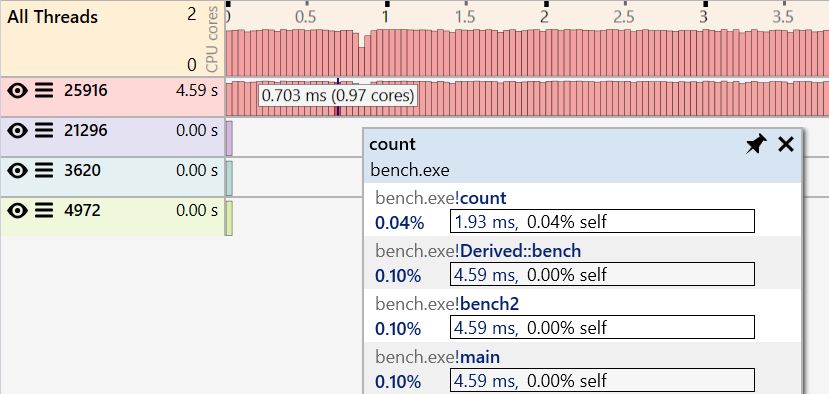 All Threads 2
0
CPU cores
0 0.5 1 1.5 2 2.5 3 3.5
25916 4.59 s
0.703 ms (0.97 cores)
21296 0.00 s
3620 0.00 s
4972 0.00 s
count
bench.exe
bench.exe!count
0.04% 1.93 ms, 0.04% self
bench.exe!Derived::bench
0.10% 4.59 ms, 0.00% self
bench.exe!bench2
0.10% 4.59 ms, 0.00% self
bench.exe!main
0.10% 4.59 ms, 0.00% self